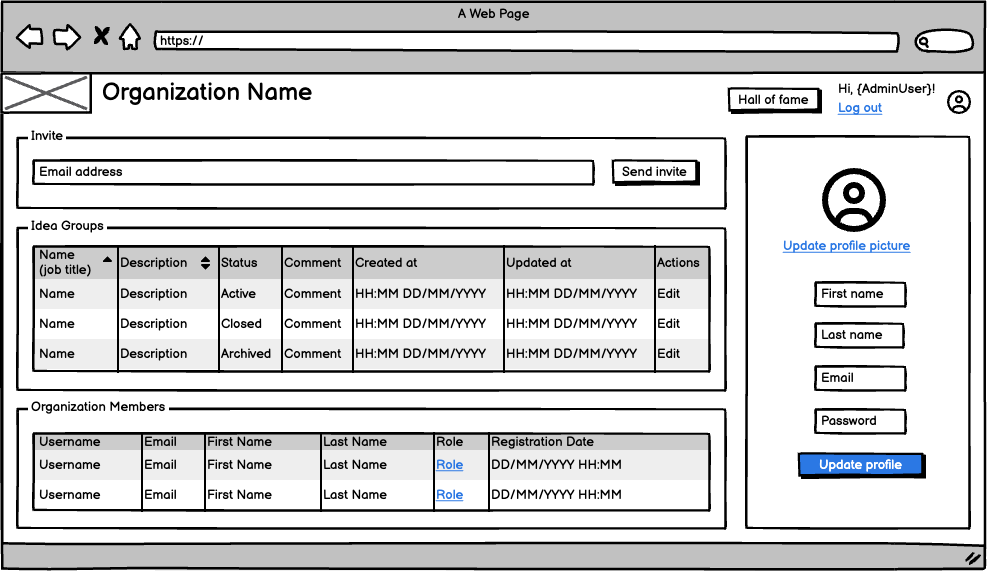 A Web Page
https://
Organization Name
Hall of fame
Hi, {AdminUser}!
Log out
Invite
Email address
Send invite
Idea Groups
Name
(job title)
Description
Status
Comment
Created at
Updated at
Actions
Name Description Active Comment HH:MM DD/MM/YYYY HH:MM DD/MM/YYYY Edit
Name Description Closed Comment HH:MM DD/MM/YYYY HH:MM DD/MM/YYYY Edit
Name Description Archived Comment HH:MM DD/MM/YYYY HH:MM DD/MM/YYYY Edit
Organization Members
Username Email First Name Last Name Role Registration Date
Username Email First Name Last Name Role DD/MM/YYYY HH:MM
Username Email First Name Last Name Role DD/MM/YYYY HH:MM
Update profile picture
First name
Last name
Email
Password
Update profile